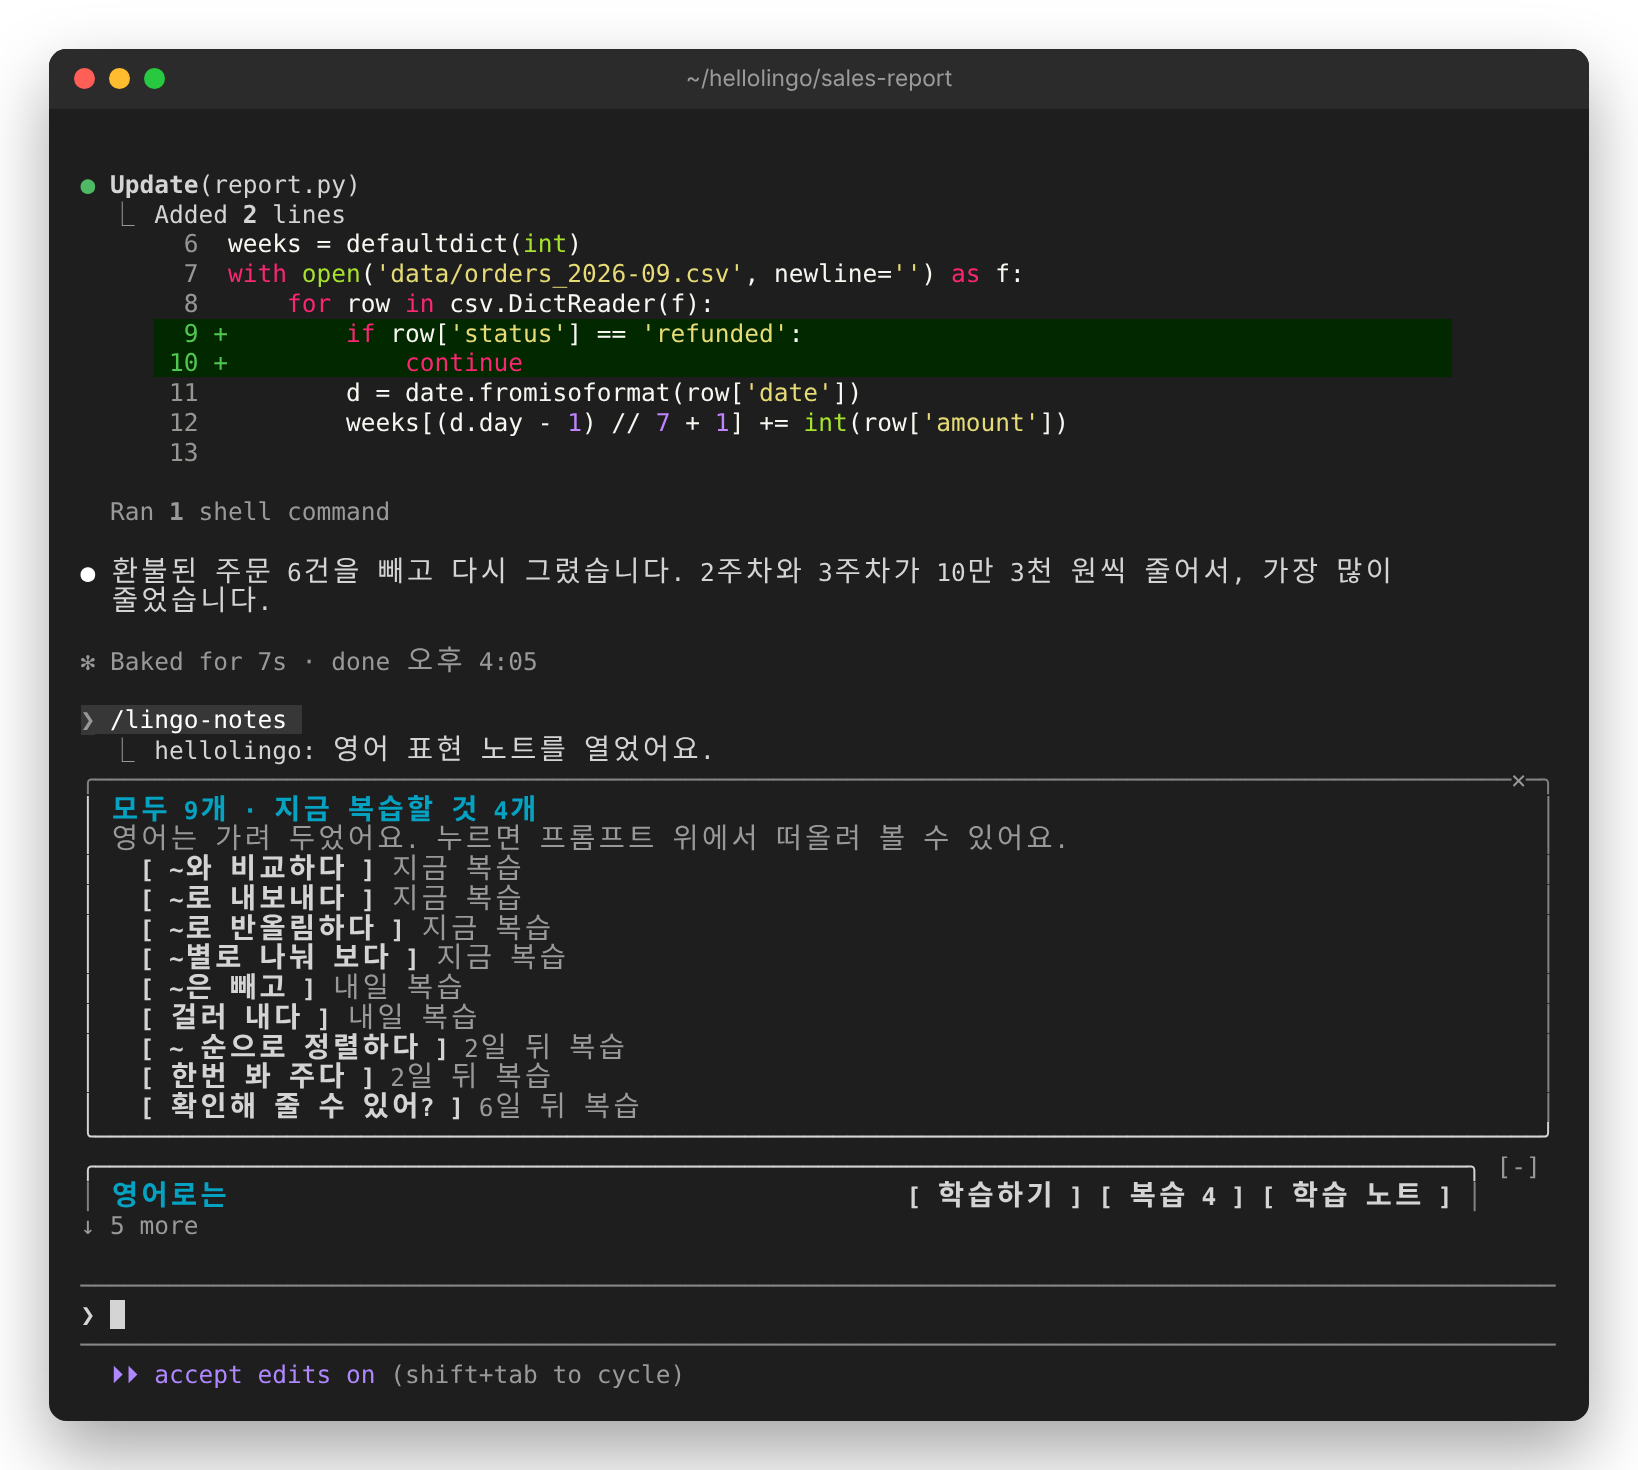 ~/hellolingo/sales-report
● Update(report.py)
⎿ Added 2 lines
6 weeks = defaultdict(int)
7 with open('data/orders_2026-09.csv', newline='') as f:
8 for row in csv.DictReader(f):
9 + if row['status'] == 'refunded':
10 + continue
11 d = date.fromisoformat(row['date'])
12 weeks[(d.day - 1) // 7 + 1] += int(row['amount'])
13
Ran 1 shell command
● 환불된 주문 6건을 빼고 다시 그렸습니다. 2주차와 3주차가 10만 3천 원씩 줄어서, 가장 많이
줄었습니다.
✻ Baked for 7s · done 오후 4:05
❯ /lingo-notes
⎿ hellolingo: 영어 표현 노트를 열었어요.
×
모두 9개 · 지금 복습할 것 4개
영어는 가려 두었어요. 누르면 프롬프트 위에서 떠올려 볼 수 있어요.
[ ~와 비교하다 ] 지금 복습
[ ~로 내보내다 ] 지금 복습
[ ~로 반올림하다 ] 지금 복습
[ ~별로 나눠 보다 ] 지금 복습
[ ~은 빼고 ] 내일 복습
[ 걸러 내다 ] 내일 복습
[ ~ 순으로 정렬하다 ] 2일 뒤 복습
[ 한번 봐 주다 ] 2일 뒤 복습
[ 확인해 줄 수 있어? ] 6일 뒤 복습
[-]
영어로는 [ 학습하기 ] [ 복습 4 ] [ 학습 노트 ]
↓ 5 more
❯
⏵⏵ accept edits on (shift+tab to cycle)